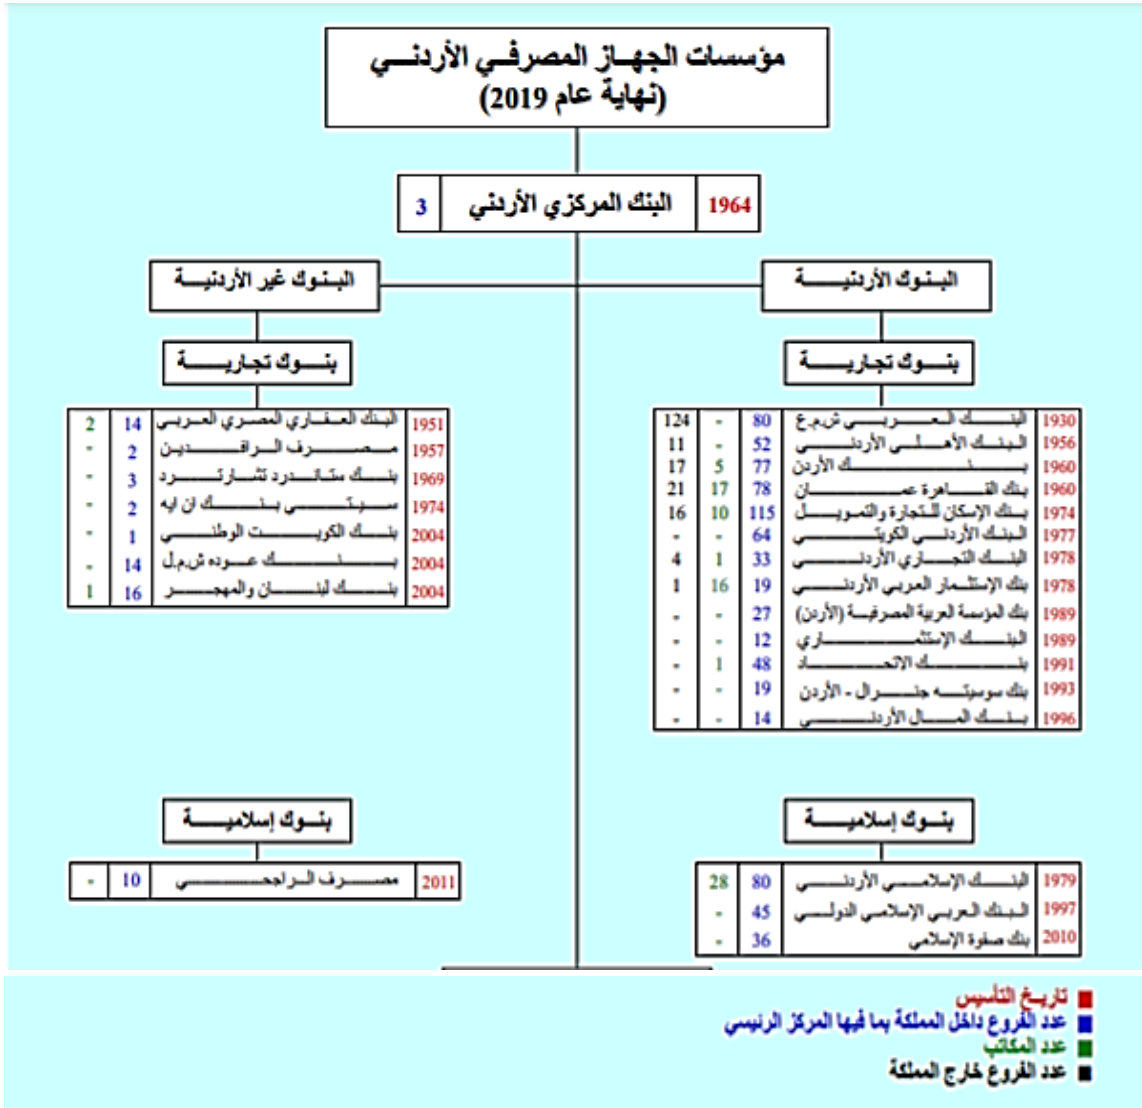 مؤسسات الجهاز المصرفي الأردني
(نهاية عام 2019)
1964 البنك المركزي الأردني 3
البنوك الأردنية
البنوك غير الأردنية
بنوك تجارية
بنوك تجارية
1930 البنك العربي ش.م.ع 80 - 124
1956 البنك الأهلي الأردني 52 - 11
1960 بنك الأردن 77 5 17
1960 بنك القاهرة عمان 78 17 21
1974 بنك الإسكان للتجارة والتمويل 115 10 16
1977 البنك الأردني الكويتي 64 - -
1978 البنك التجاري الأردني 33 1 4
1978 بنك الإستثمار العربي الأردني 19 16 1
1989 بنك المؤسسة العربية المصرفية (الأردن) 27 - -
1989 البنك الإستثماري 12 - -
1991 بنك الاتحاد 48 1 -
1993 بنك سوسيته جنرال - الأردن 19 - -
1996 بنك المال الأردني 14 - -
1951 البنك العقاري المصري العربي 14 2
1957 مصرف الرافدين 2 -
1969 بنك ستاندرد تشارترد 3 -
1974 سيتي بنك ان ايه 2 -
2004 بنك الكويت الوطني 1 -
2004 بنك عوده ش.م.ل 14 -
2004 بنك لبنان والمهجر 16 1
بنوك إسلامية
بنوك إسلامية
1979 البنك الإسلامي الأردني 80 28
1997 البنك العربي الإسلامي الدولي 45 -
2010 بنك صفوة الإسلامي 36 -
2011 مصرف الراجحي 10 -
تاريخ التأسيس
عدد الفروع داخل المملكة بما فيها المركز الرئيسي
عدد المكاتب
عدد الفروع خارج المملكة